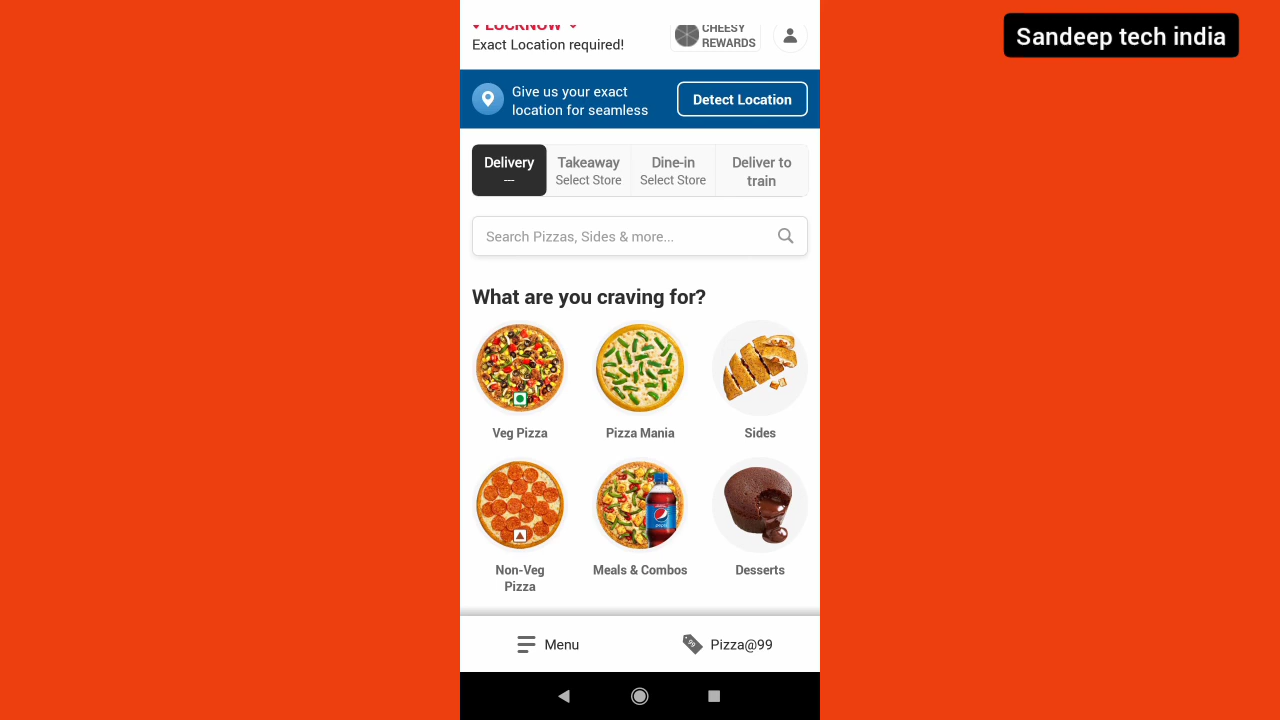 Sandeep tech india
LUCKNOW
Exact Location required!
CHEESY
REWARDS
Give us your exact
location for seamless
Detect Location
Delivery
---
Takeaway
Select Store
Dine-in
Select Store
Deliver to
train
Search Pizzas, Sides & more...
What are you craving for?
Veg Pizza
Pizza Mania
Sides
pepsi
Non-Veg
Pizza
Meals & Combos
Desserts
Menu
99
Pizza@99